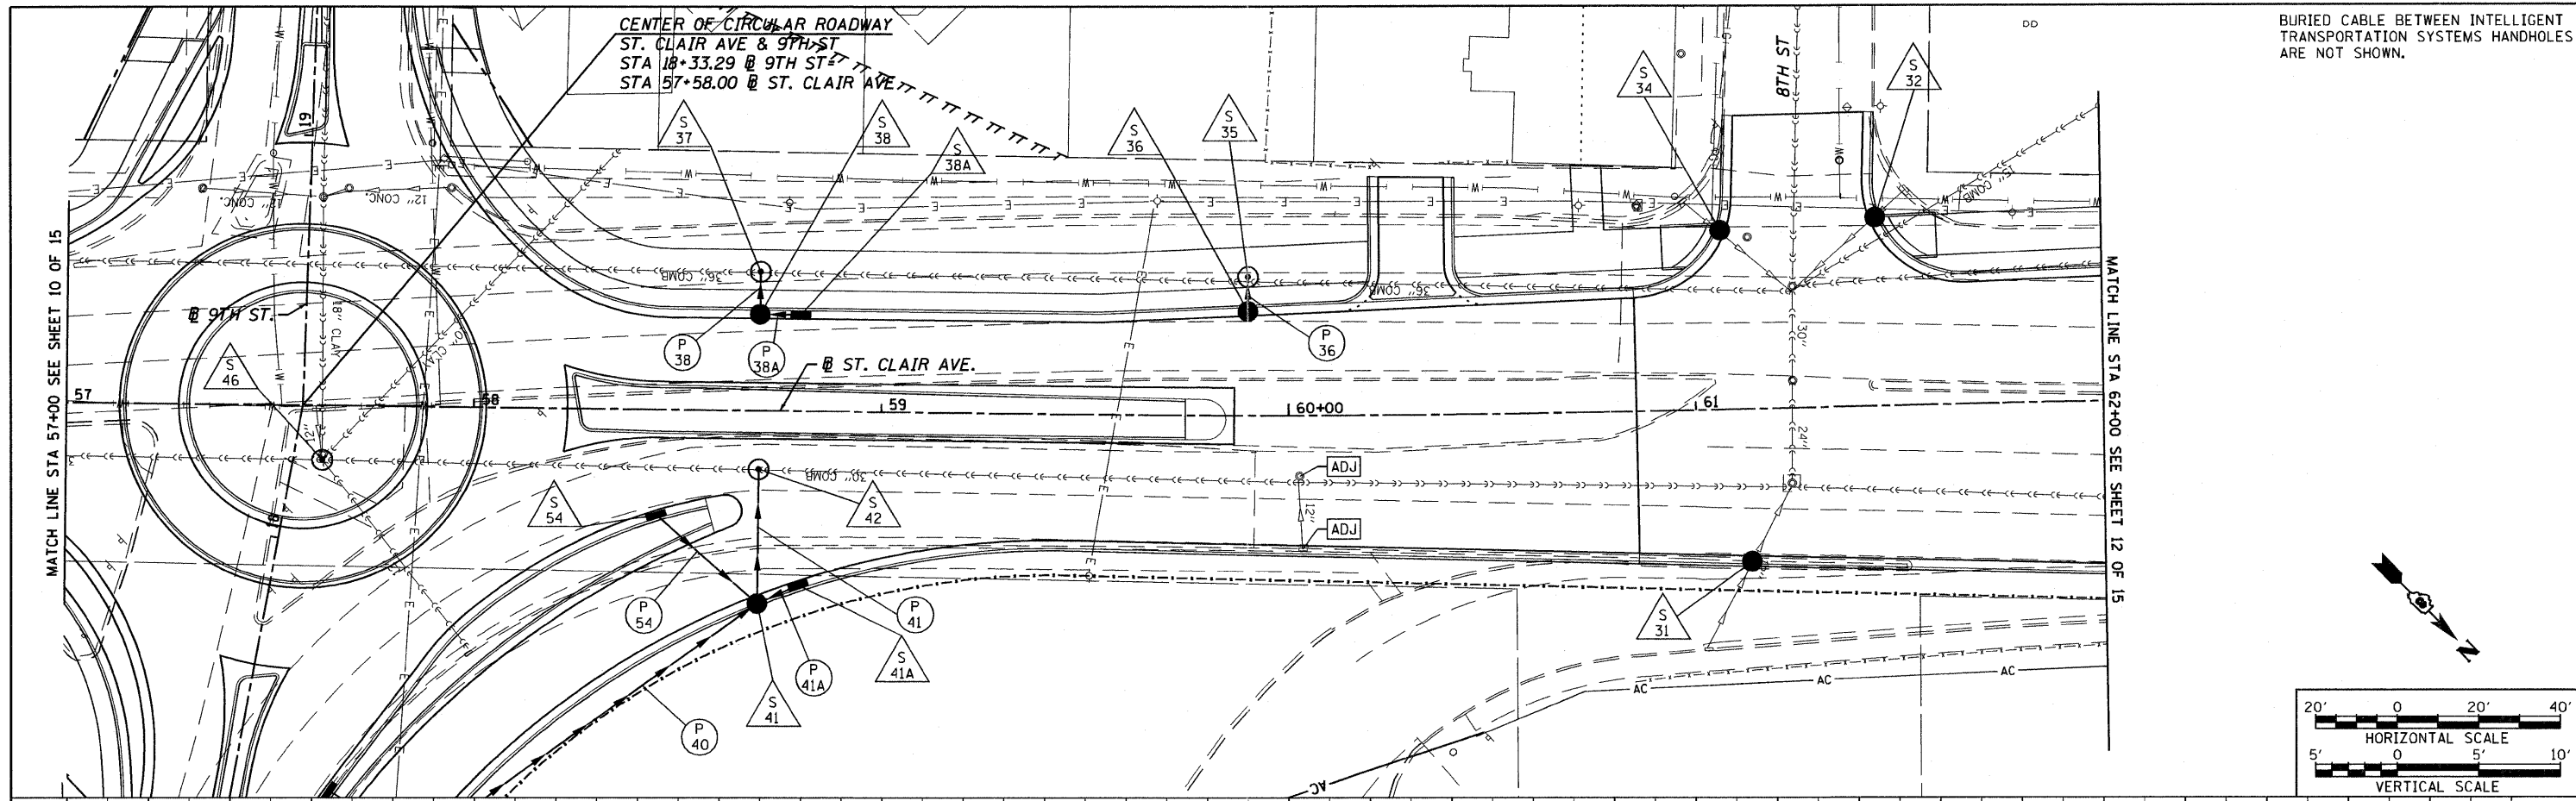 CENTER OF CIRCULAR ROADWAY
ST. CLAIR AVE & 9TH ST
STA 18+33.29 ℄ 9TH ST=
STA 57+58.00 ℄ ST. CLAIR AVE
BURIED CABLE BETWEEN INTELLIGENT
TRANSPORTATION SYSTEMS HANDHOLES
ARE NOT SHOWN.
8TH ST
S
34
S
32
S
37
S
38
S
38A
S
36
S
35
19
12" CONC.
12" CONC.
15" COMB
MATCH LINE STA 57+00 SEE SHEET 10 OF 15
36" COMB
36" COMB
℄ 9TH ST.
18" CLAY
P
38
P
38A
P
36
30"
MATCH LINE STA 62+00 SEE SHEET 12 OF 15
S
46
℄ ST. CLAIR AVE.
57
58
59
60+00
61
12"
24"
30" COMB
ADJ
S
54
S
42
12"
ADJ
18
P
54
P
41
S
31
P
41A
S
41A
S
41
P
40
AC
AC
AC
AC
N
20' 0 20' 40'
HORIZONTAL SCALE
5' 0 5' 10'
VERTICAL SCALE